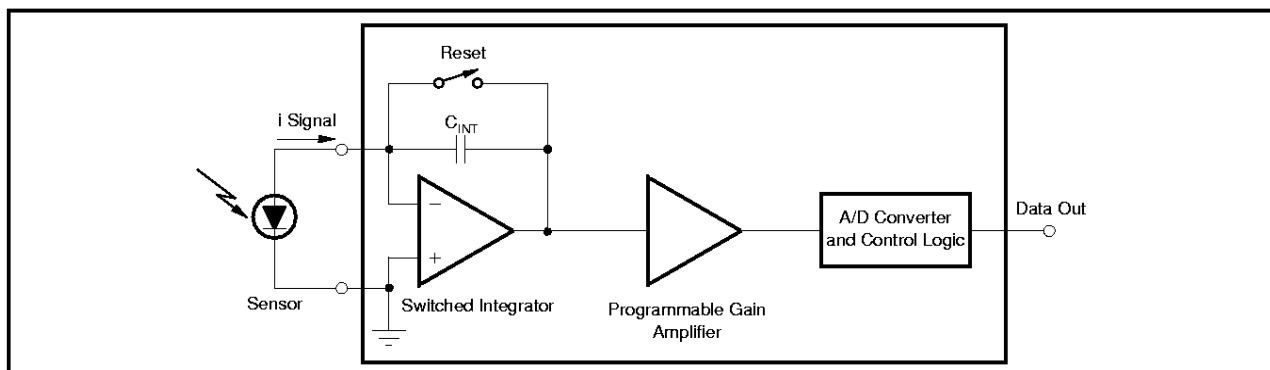 Reset
C_INT
i Signal
−
+
A/D Converter
and Control Logic
Data Out
Sensor
Switched Integrator
Programmable Gain
Amplifier